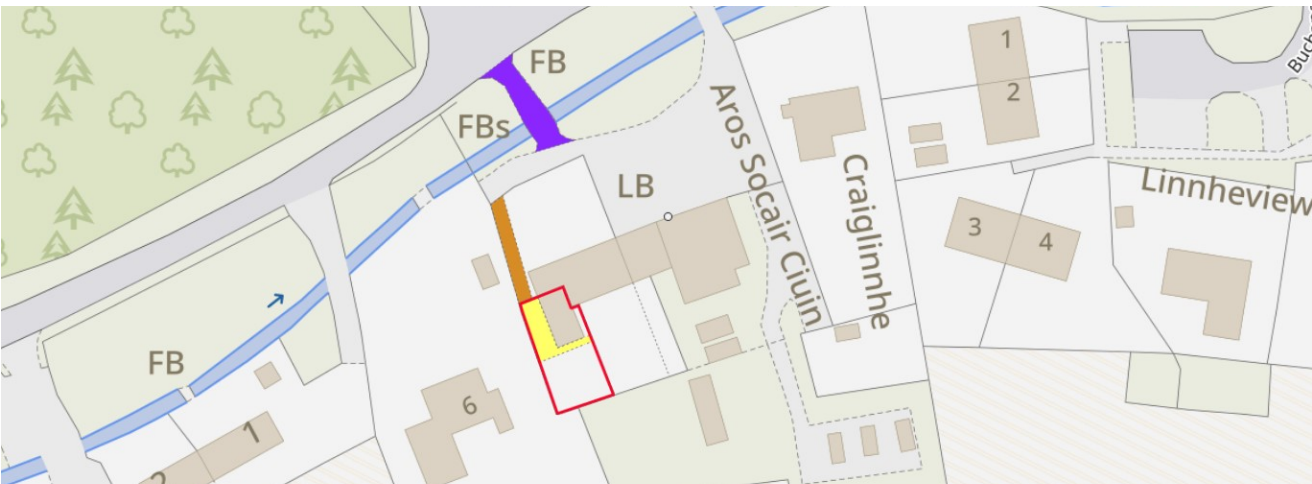 FB
FBs
LB
Aros Socair Ciuin
Craiglinnhe
1
2
Linnheview
3
4
FB
6
1
2